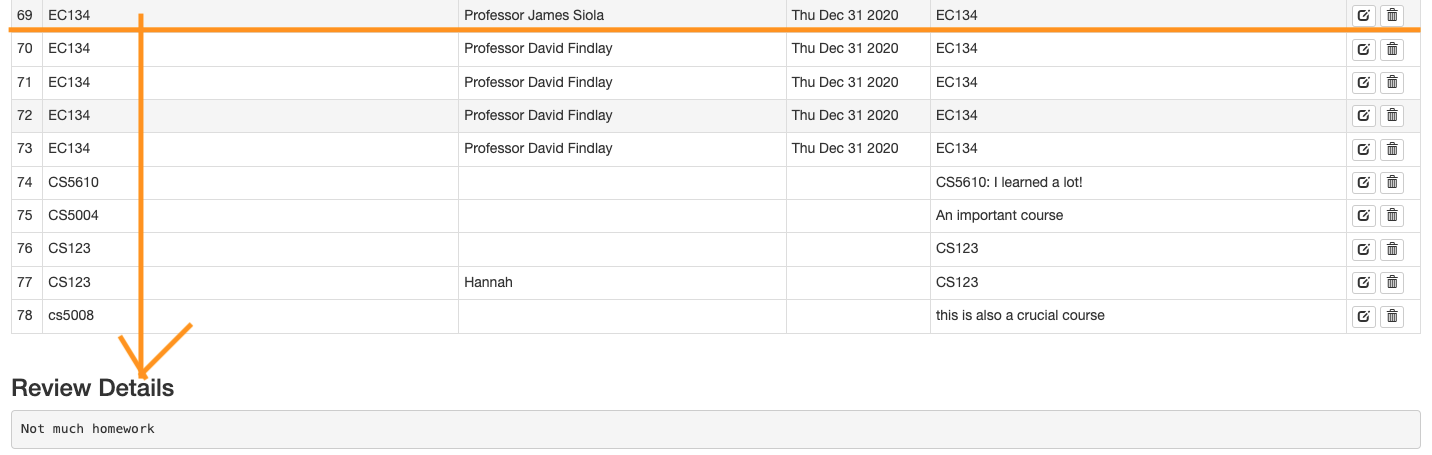 69 EC134 Professor James Siola Thu Dec 31 2020 EC134
70 EC134 Professor David Findlay Thu Dec 31 2020 EC134
71 EC134 Professor David Findlay Thu Dec 31 2020 EC134
72 EC134 Professor David Findlay Thu Dec 31 2020 EC134
73 EC134 Professor David Findlay Thu Dec 31 2020 EC134
74 CS5610 CS5610: I learned a lot!
75 CS5004 An important course
76 CS123 CS123
77 CS123 Hannah CS123
78 cs5008 this is also a crucial course
Review Details
Not much homework